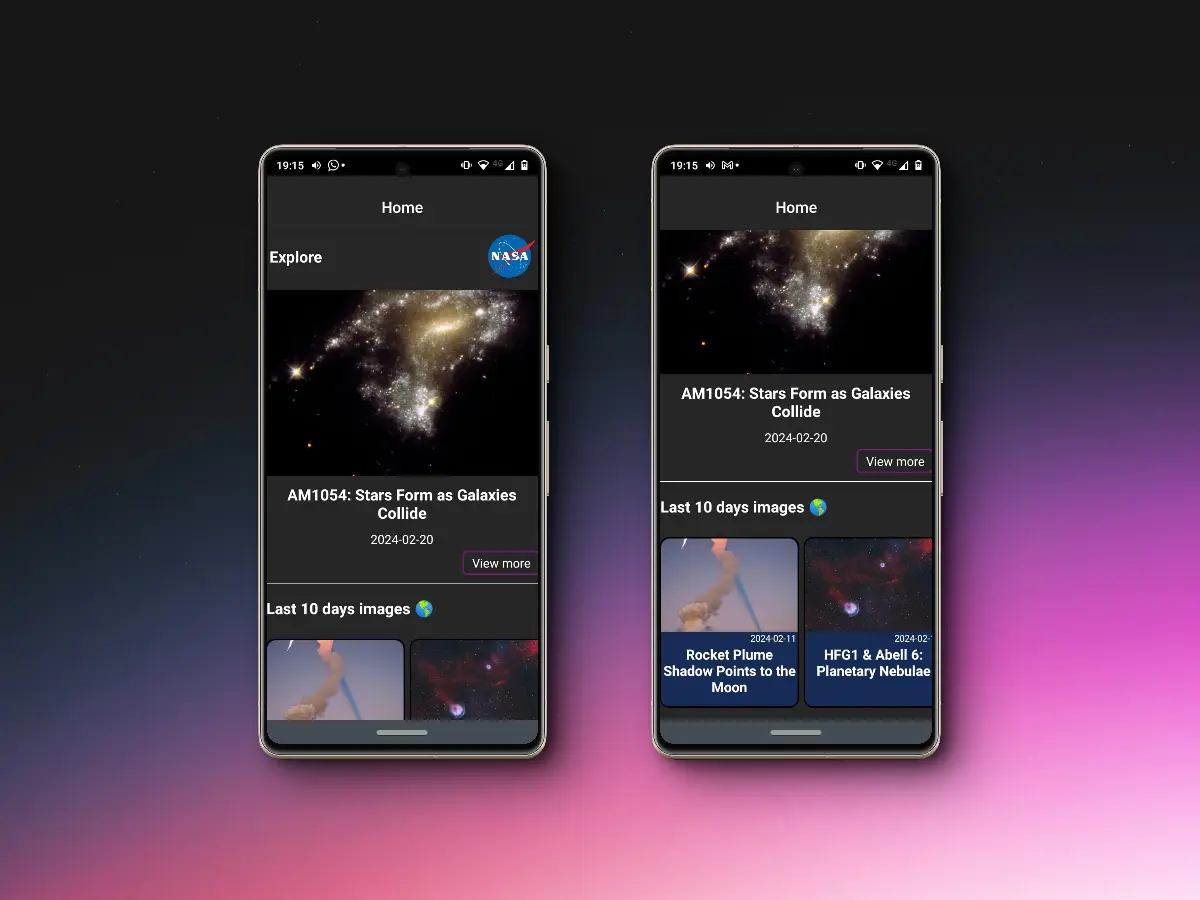 19:15
4G
Home
Explore
NASA
AM1054: Stars Form as Galaxies
Collide
2024-02-20
View more
Last 10 days images 🌎
19:15
4G
Home
AM1054: Stars Form as Galaxies
Collide
2024-02-20
View more
Last 10 days images 🌎
2024-02-11
Rocket Plume
Shadow Points to the
Moon
2024-02-
HFG1 & Abell 6:
Planetary Nebulae